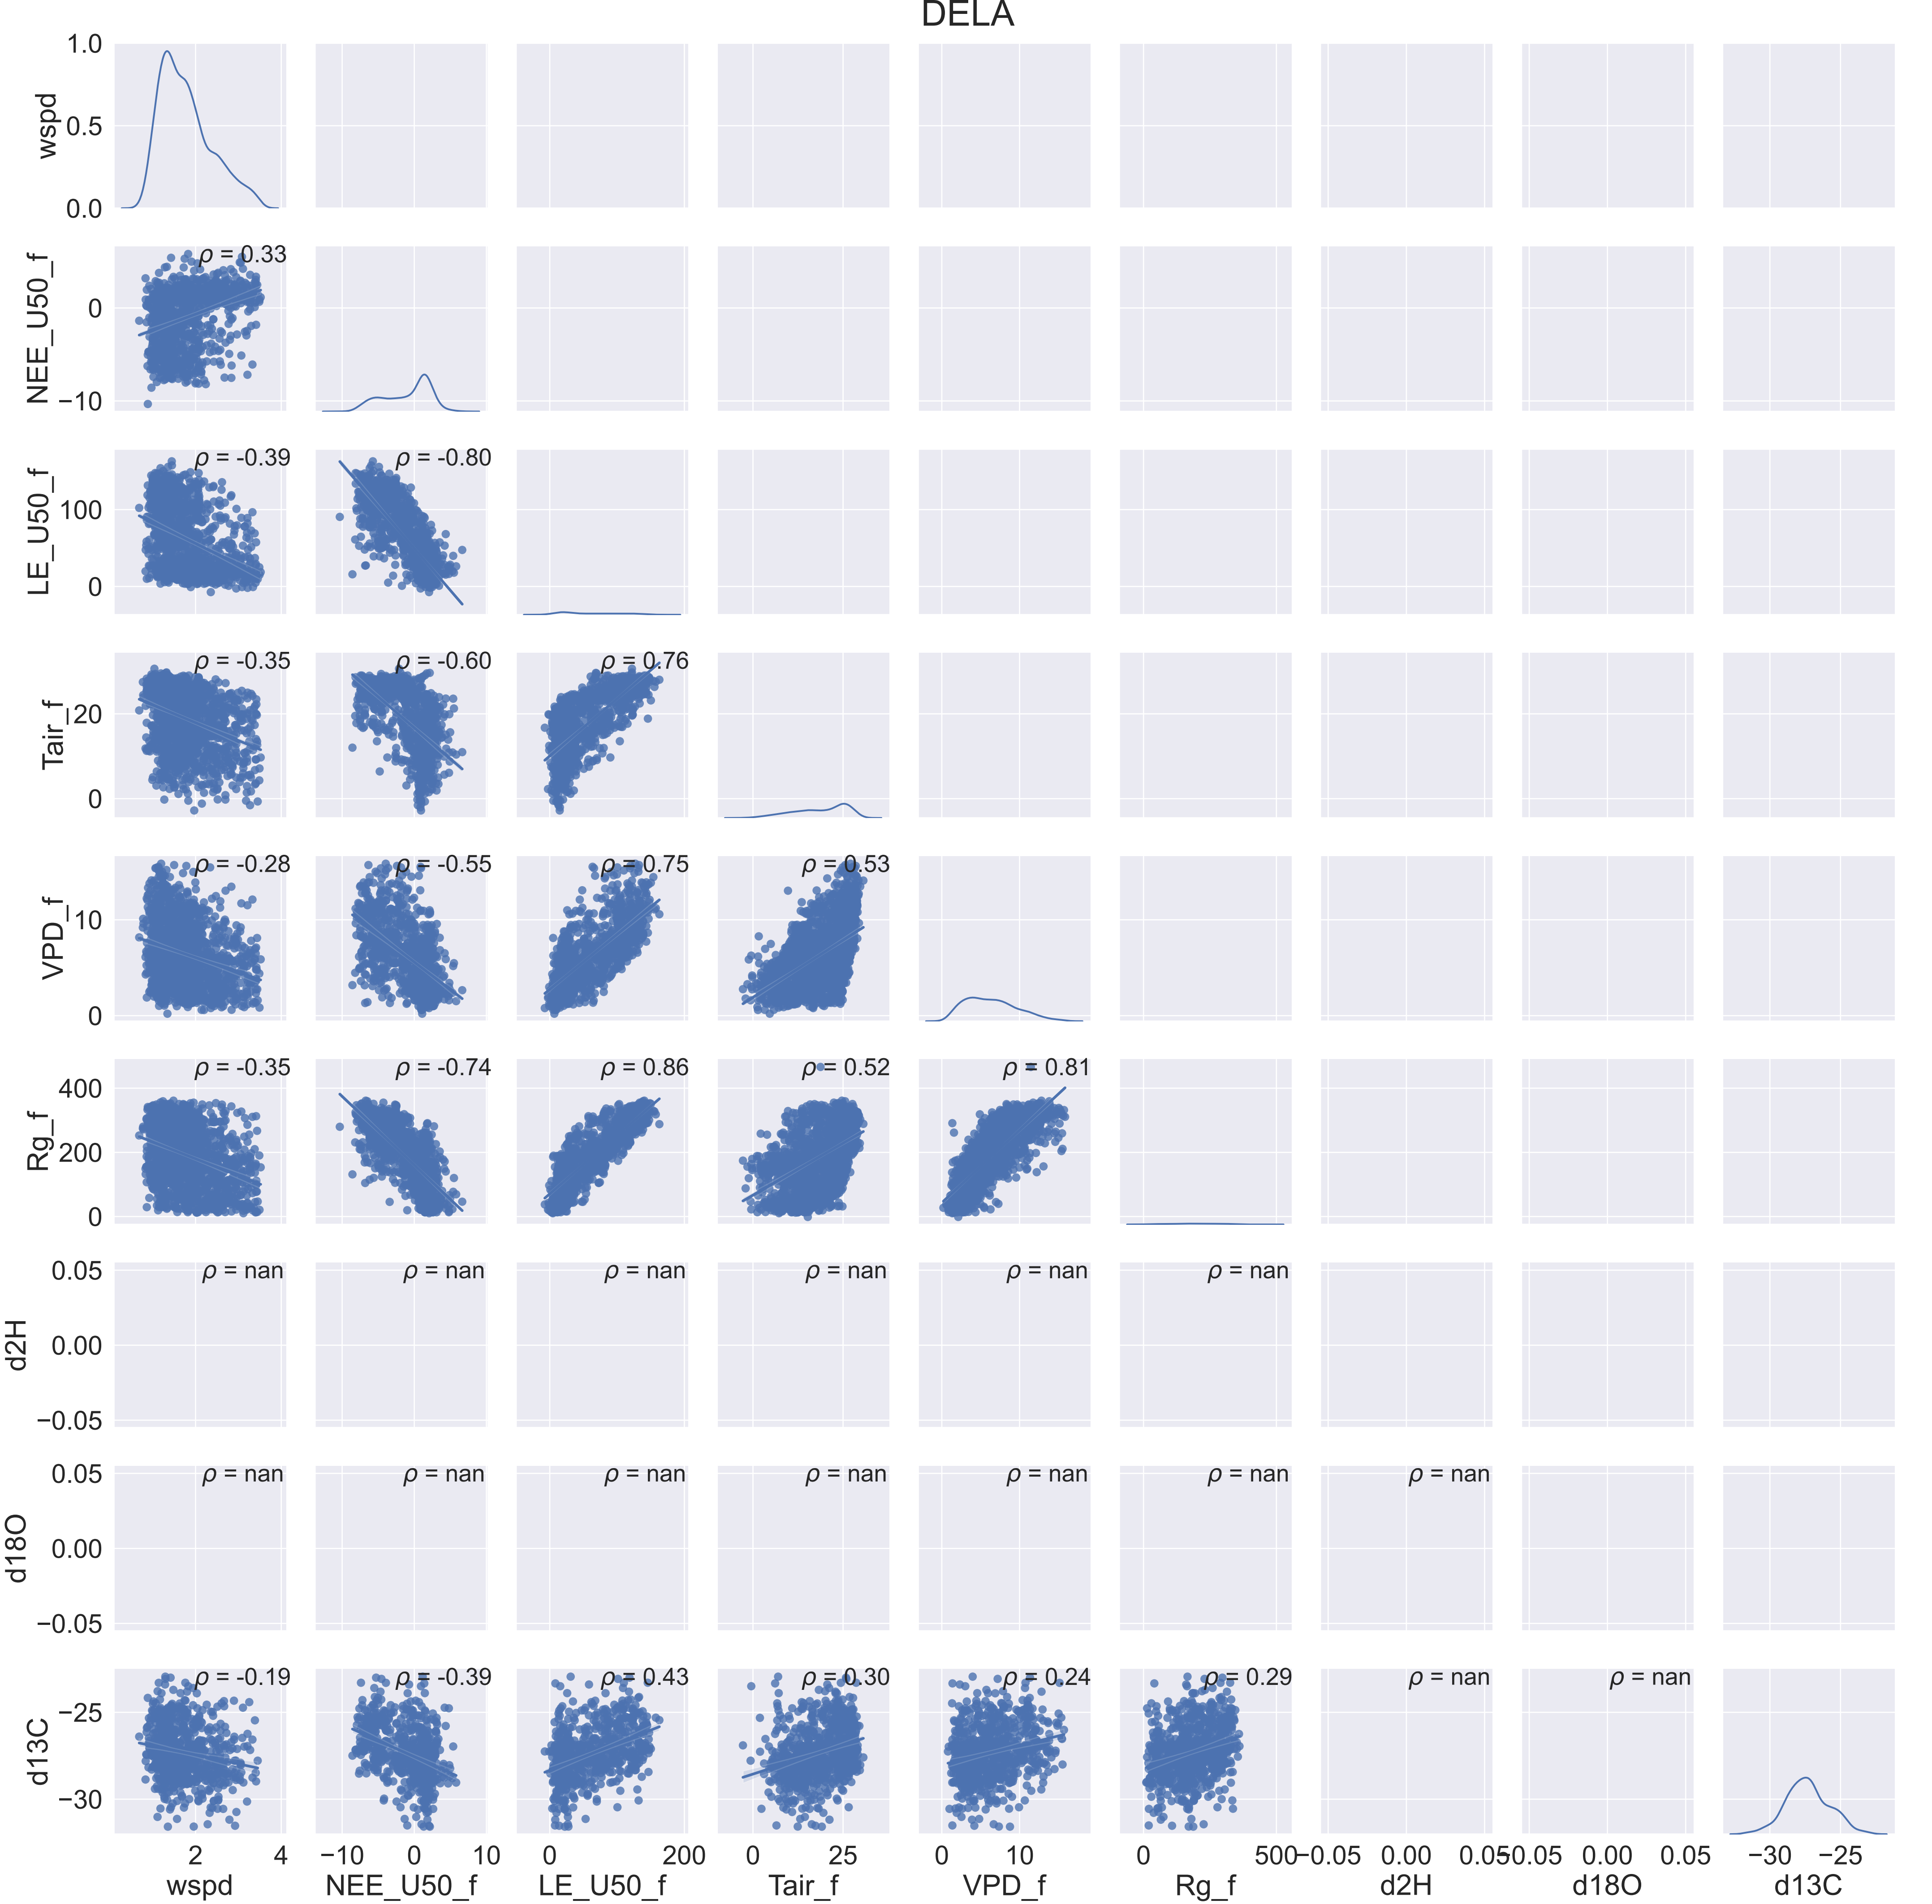 DELA
wspd
1.0
0.5
0.0
NEE_U50_f
0
−10
ρ = 0.33
LE_U50_f
100
0
ρ = -0.39
ρ = -0.80
Tair_f
20
0
ρ = -0.35
ρ = -0.60
ρ = 0.76
VPD_f
10
0
ρ = -0.28
ρ = -0.55
ρ = 0.75
ρ = 0.53
Rg_f
400
200
0
ρ = -0.35
ρ = -0.74
ρ = 0.86
ρ = 0.52
ρ = 0.81
d2H
0.05
0.00
−0.05
ρ = nan
ρ = nan
ρ = nan
ρ = nan
ρ = nan
ρ = nan
d18O
0.05
0.00
−0.05
ρ = nan
ρ = nan
ρ = nan
ρ = nan
ρ = nan
ρ = nan
ρ = nan
d13C
−25
−30
ρ = -0.19
ρ = -0.39
ρ = 0.43
ρ = 0.30
ρ = 0.24
ρ = 0.29
ρ = nan
ρ = nan
2 4
wspd
−10 0 10
NEE_U50_f
0 200
LE_U50_f
0 25
Tair_f
0 10
VPD_f
0 500
Rg_f
−0.05 0.00 0.05
d2H
−0.05 0.00 0.05
d18O
−30 −25
d13C